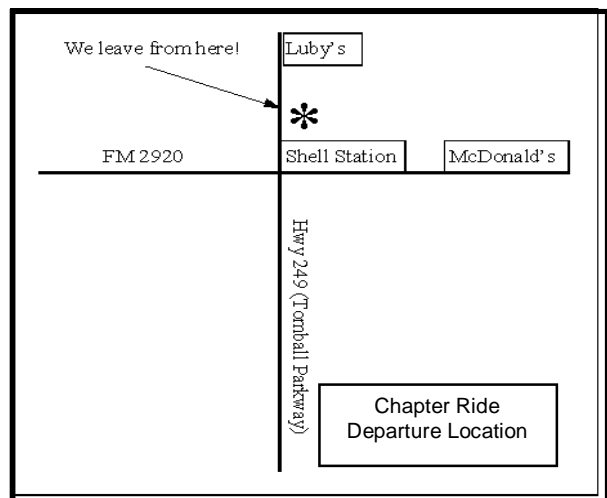 We leave from here!
Luby's
*
FM 2920
Shell Station
McDonald's
Hwy 249 (Tomball Parkway)
Chapter Ride
Departure Location